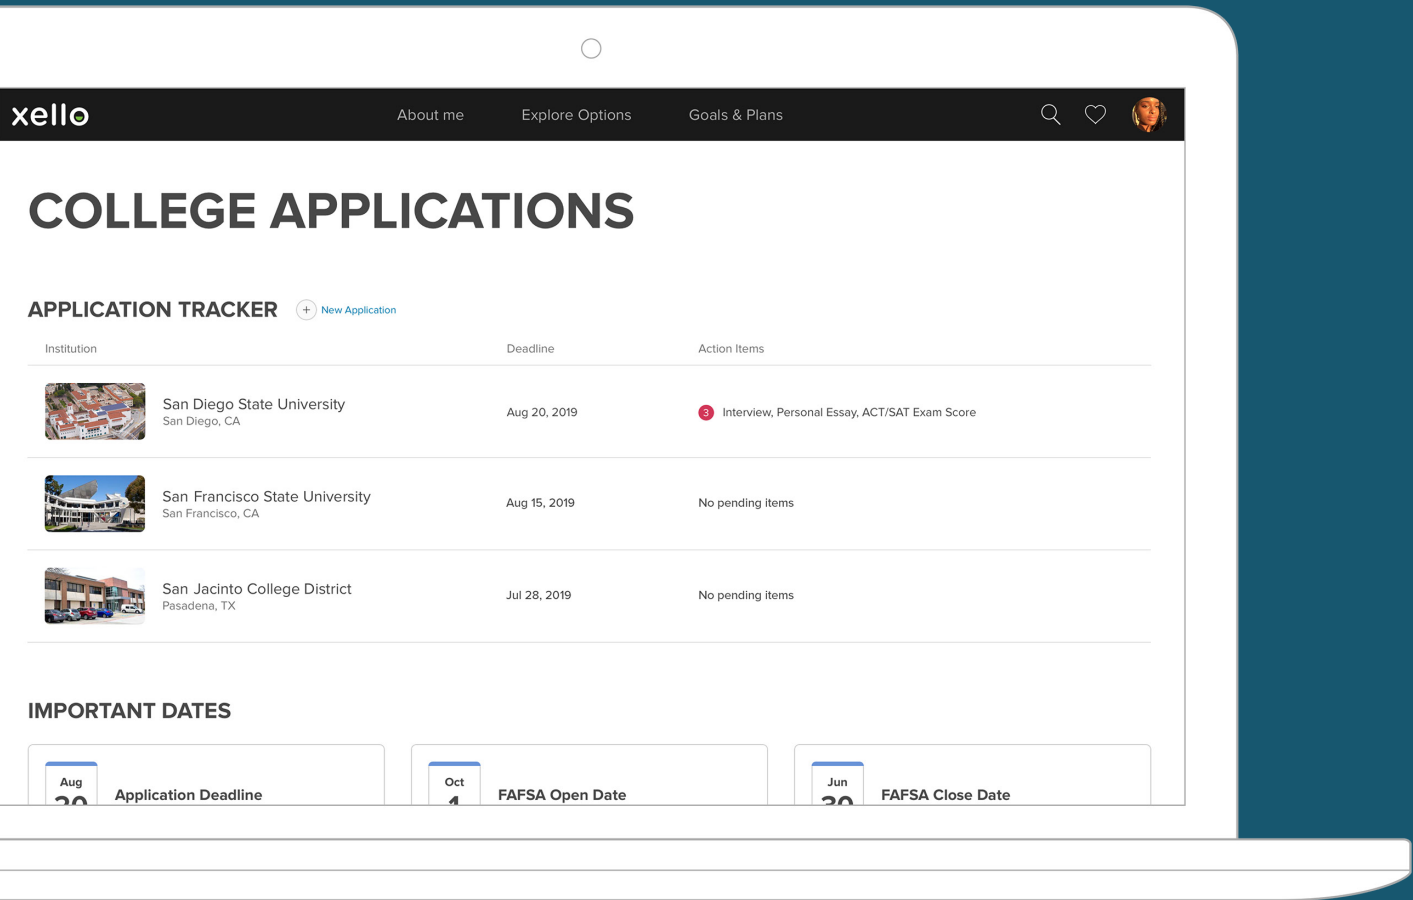 xello
About me
Explore Options
Goals & Plans
COLLEGE APPLICATIONS
APPLICATION TRACKER
+ New Application
Institution
Deadline
Action Items
San Diego State University
San Diego, CA
Aug 20, 2019
3 Interview, Personal Essay, ACT/SAT Exam Score
San Francisco State University
San Francisco, CA
Aug 15, 2019
No pending items
San Jacinto College District
Pasadena, TX
Jul 28, 2019
No pending items
IMPORTANT DATES
Aug
20
Application Deadline
Oct
1
FAFSA Open Date
Jun
30
FAFSA Close Date